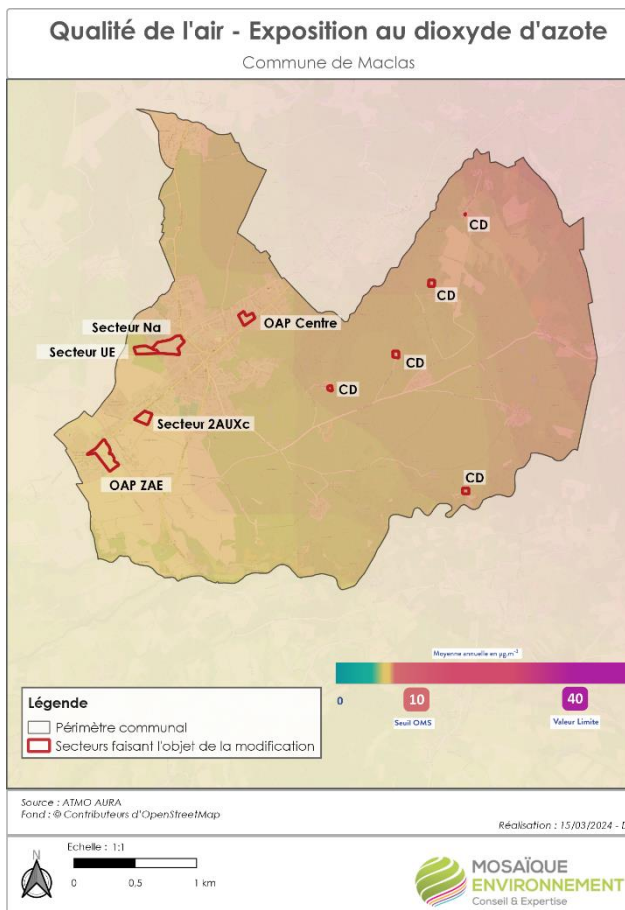 Qualité de l'air - Exposition au dioxyde d'azote
Commune de Maclas
CD
CD
OAP Centre
Secteur Na
Secteur UE
CD
CD
Secteur 2AUXc
OAP ZAE
CD
Moyenne annuelle en µg.m⁻³
0
10
40
Seuil OMS
Valeur Limite
Légende
Périmètre communal
Secteurs faisant l'objet de la modification
Source : ATMO AURA
Fond : © Contributeurs d'OpenStreetMap
Réalisation : 15/03/2024 -
N
Echelle : 1:1
0 0,5 1 km
MOSAÏQUE
ENVIRONNEMENT
Conseil & Expertise